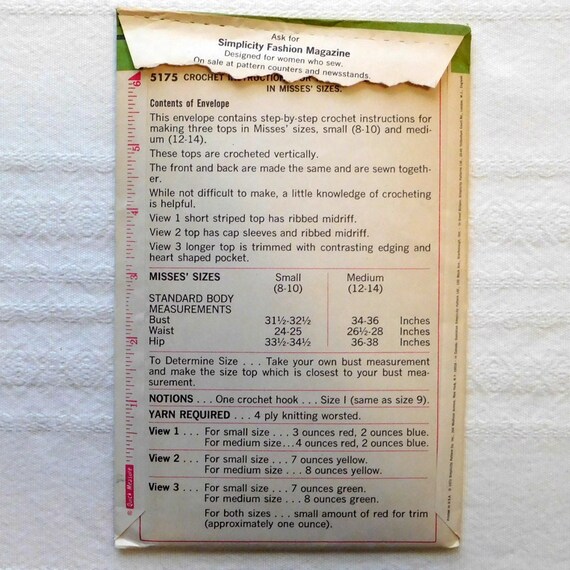 Ask for
Simplicity Fashion Magazine
Designed for women who sew.
On sale at pattern counters and newsstands.
5175 CROCHET
IN MISSES' SIZES.
Contents of Envelope
This envelope contains step-by-step crochet instructions for
making three tops in Misses' sizes, small (8-10) and medi-
um (12-14).
These tops are crocheted vertically.
The front and back are made the same and are sewn togeth-
er.
While not difficult to make, a little knowledge of crocheting
is helpful.
View 1 short striped top has ribbed midriff.
View 2 top has cap sleeves and ribbed midriff.
View 3 longer top is trimmed with contrasting edging and
heart shaped pocket.
MISSES' SIZES Small Medium
(8-10) (12-14)
STANDARD BODY
MEASUREMENTS
Bust 31½-32½ 34-36 Inches
Waist 24-25 26½-28 Inches
Hip 33½-34½ 36-38 Inches
To Determine Size . . . Take your own bust measurement
and make the size top which is closest to your bust mea-
surement.
NOTIONS . . . One crochet hook . . . Size I (same as size 9).
YARN REQUIRED . . . 4 ply knitting worsted.
View 1 . . . For small size . . . 3 ounces red, 2 ounces blue.
For medium size . . . 4 ounces red, 2 ounces blue.
View 2 . . . For small size . . . 7 ounces yellow.
For medium size . . . 8 ounces yellow.
View 3 . . . For small size . . . 7 ounces green.
For medium size . . . 8 ounces green.
For both sizes . . . small amount of red for trim
(approximately one ounce).
6
5
4
3
2
1
Quick Measure